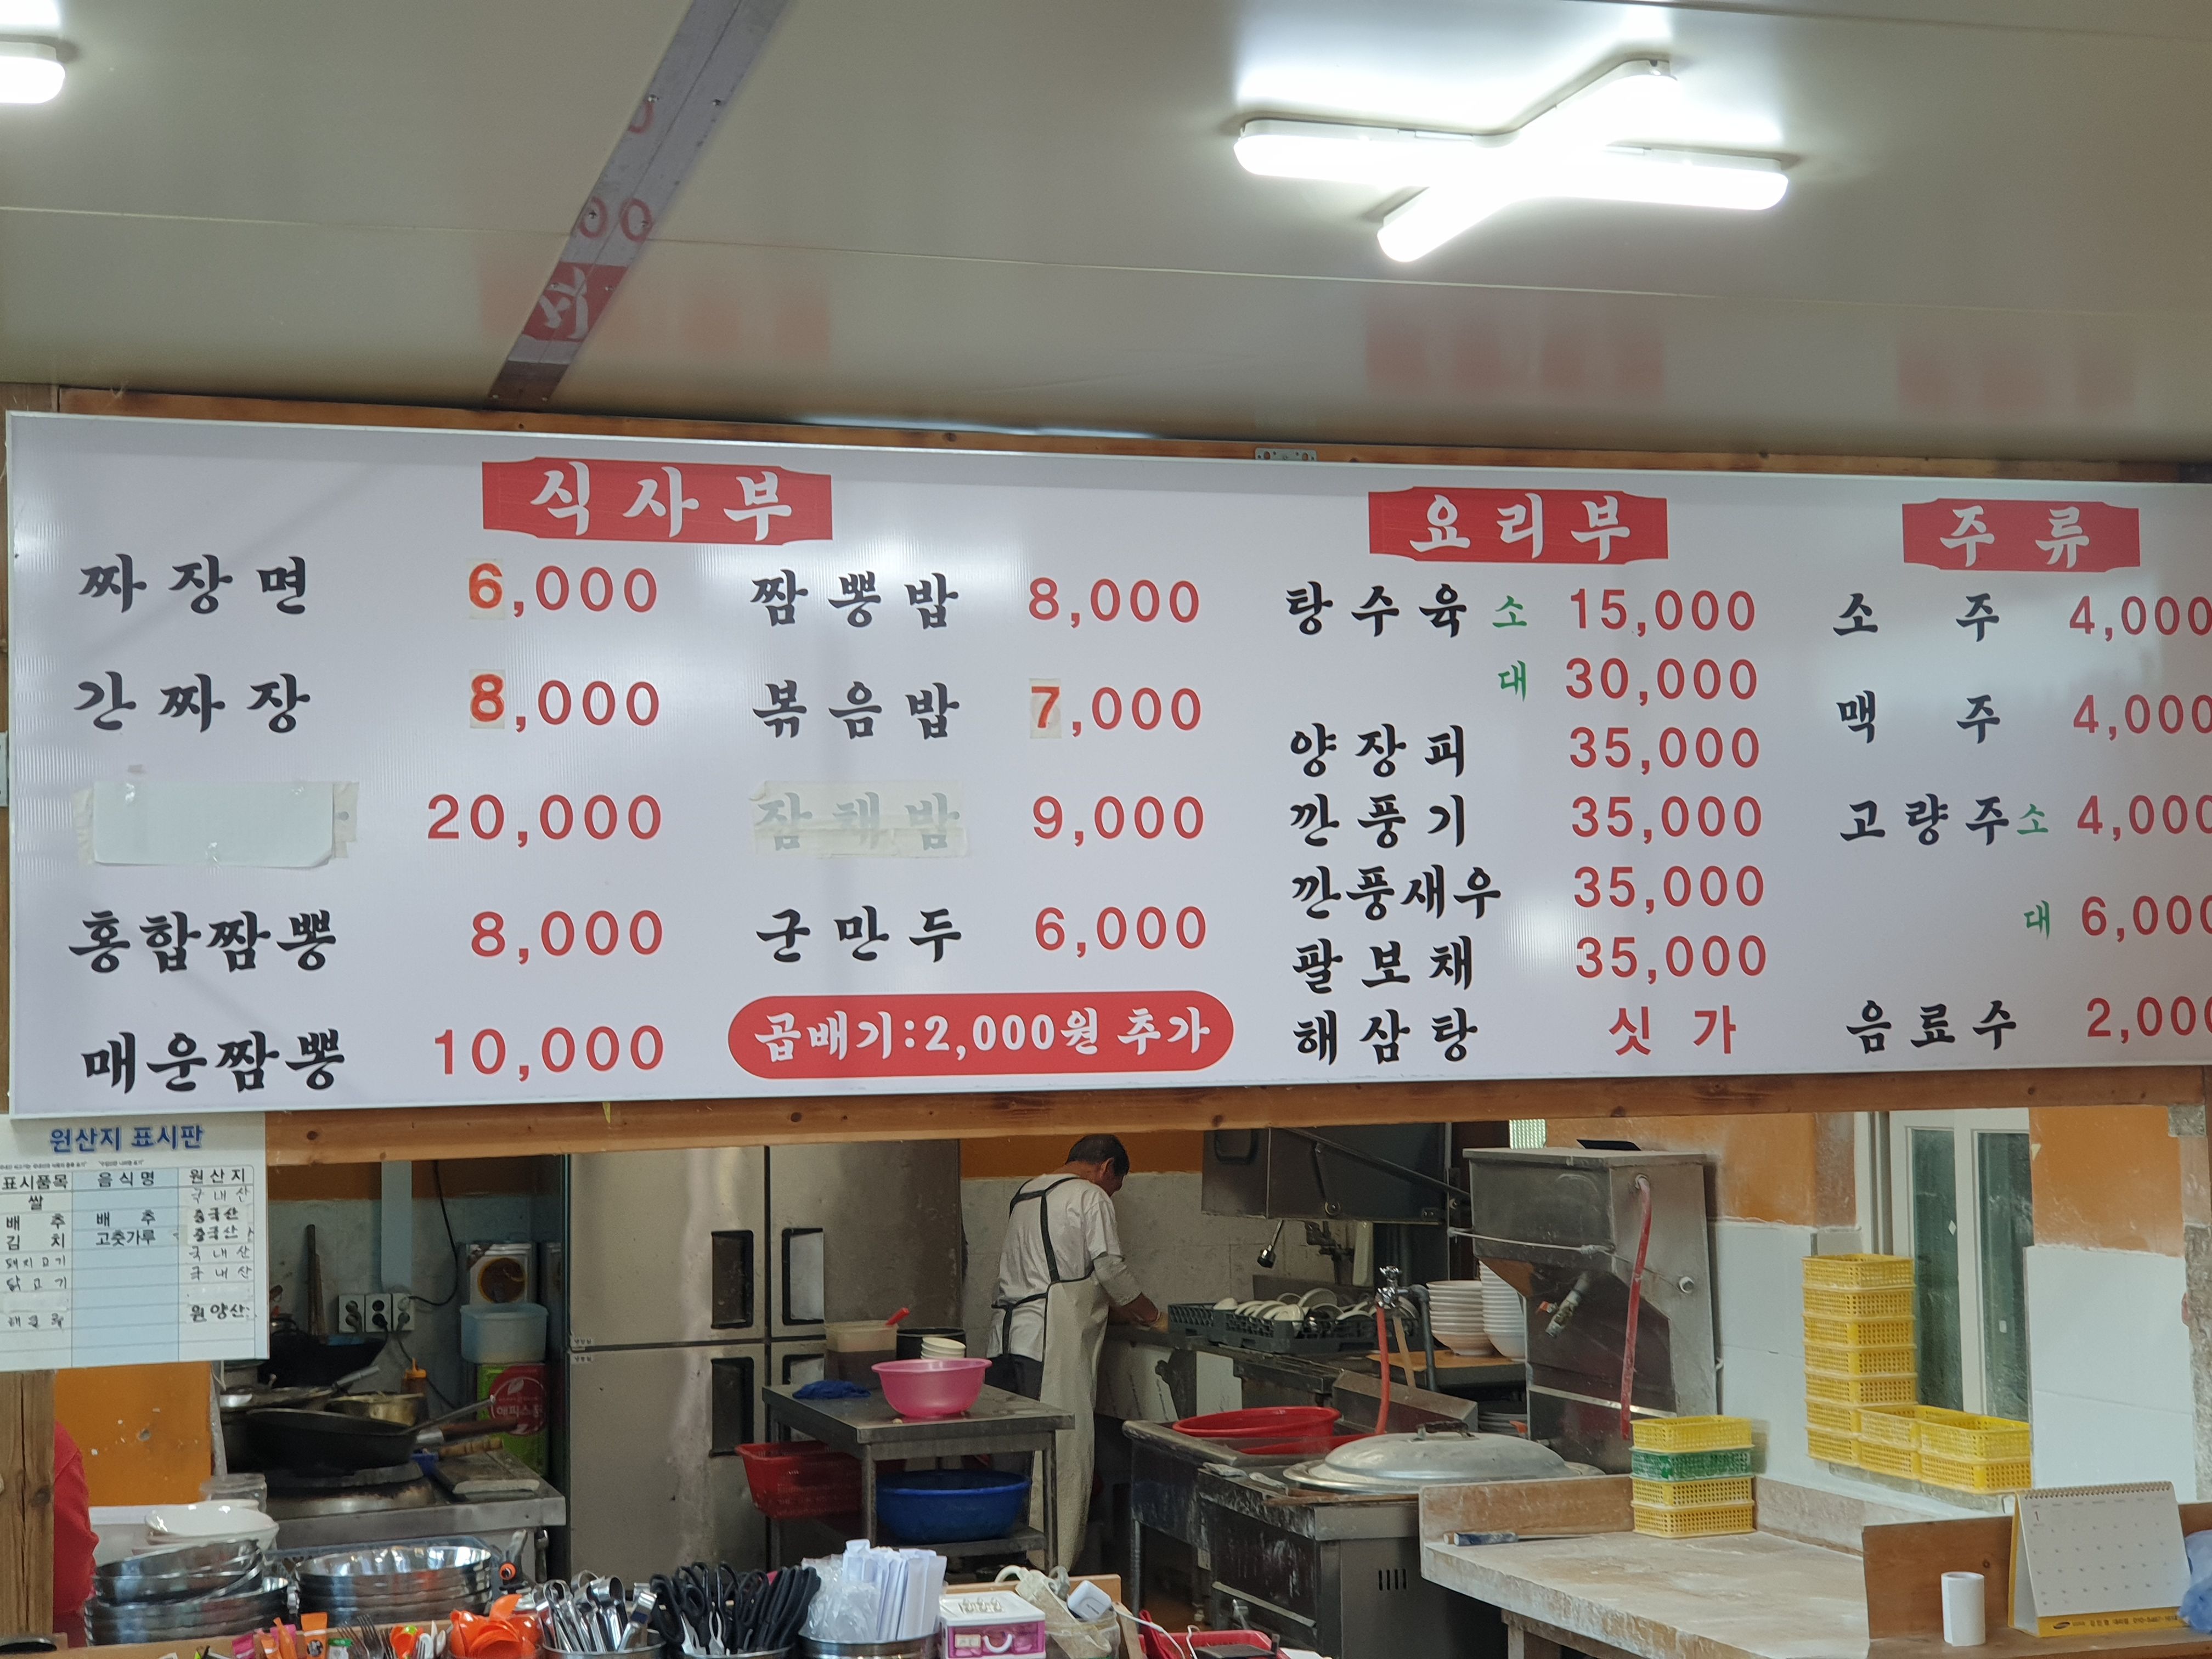 식사부
짜장면 6,000
간짜장 8,000
20,000
홍합짬뽕 8,000
매운짬뽕 10,000
짬뽕밥 8,000
볶음밥 7,000
잡채밥 9,000
군만두 6,000
곱배기:2,000원 추가
요리부
탕수육 소 15,000
대 30,000
양장피 35,000
깐풍기 35,000
깐풍새우 35,000
팔보채 35,000
해삼탕 싯가
주류
소주 4,000
맥주 4,000
고량주 소 4,000
대 6,000
음료수 2,000
원산지 표시판
표시품목 음식명 원산지
쌀 국내산
배추 배추 중국산
김치 고춧가루 중국산
돼지고기 국내산
닭고기 국내산
원양산